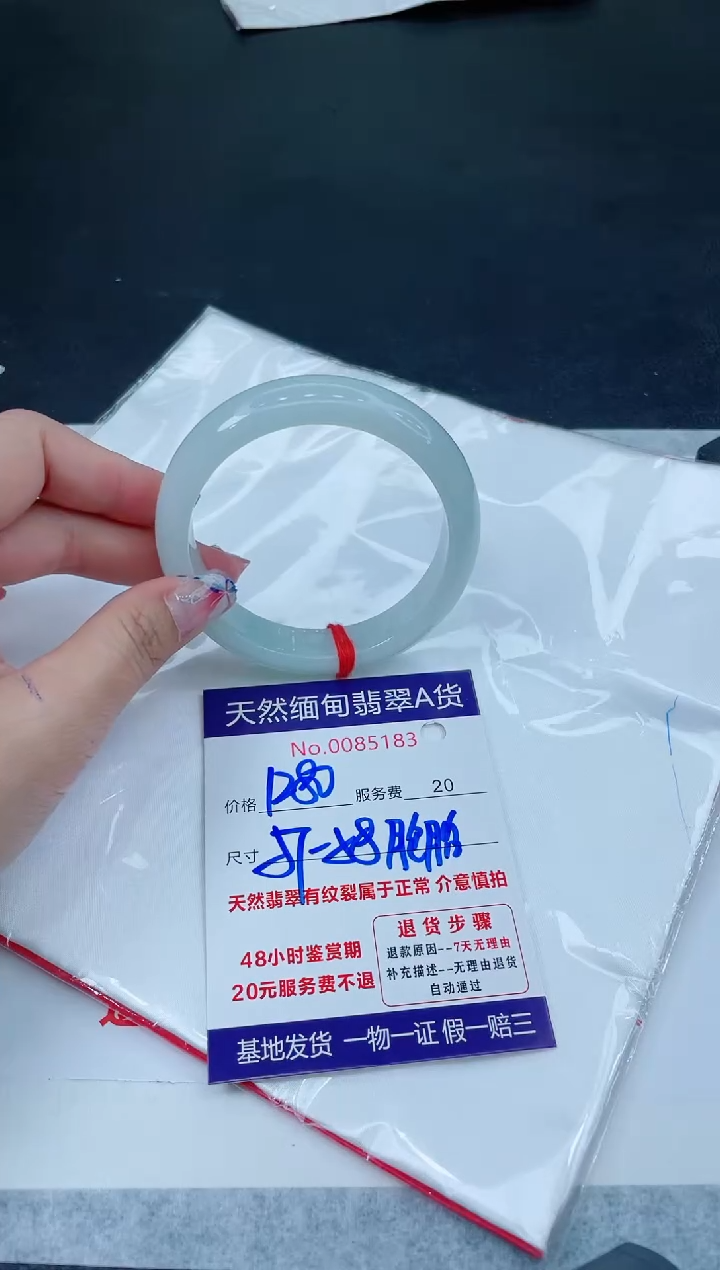 天然缅甸翡翠A货
No.0085183
价格 1280 服务费 20
尺寸 57-58
天然翡翠有纹裂属于正常 介意慎拍
48小时鉴赏期
20元服务费不退
退货步骤
退款原因--7天无理由
补充描述--无理由退货
自动通过
基地发货 一物一证 假一赔三